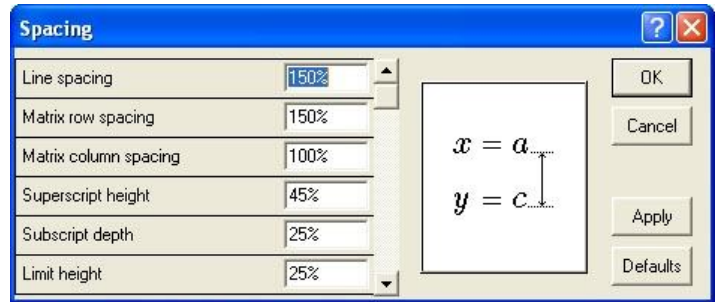 Spacing
Line spacing 150%
Matrix row spacing 150%
Matrix column spacing 100%
Superscript height 45%
Subscript depth 25%
Limit height 25%
x = a
y = c
OK
Cancel
Apply
Defaults